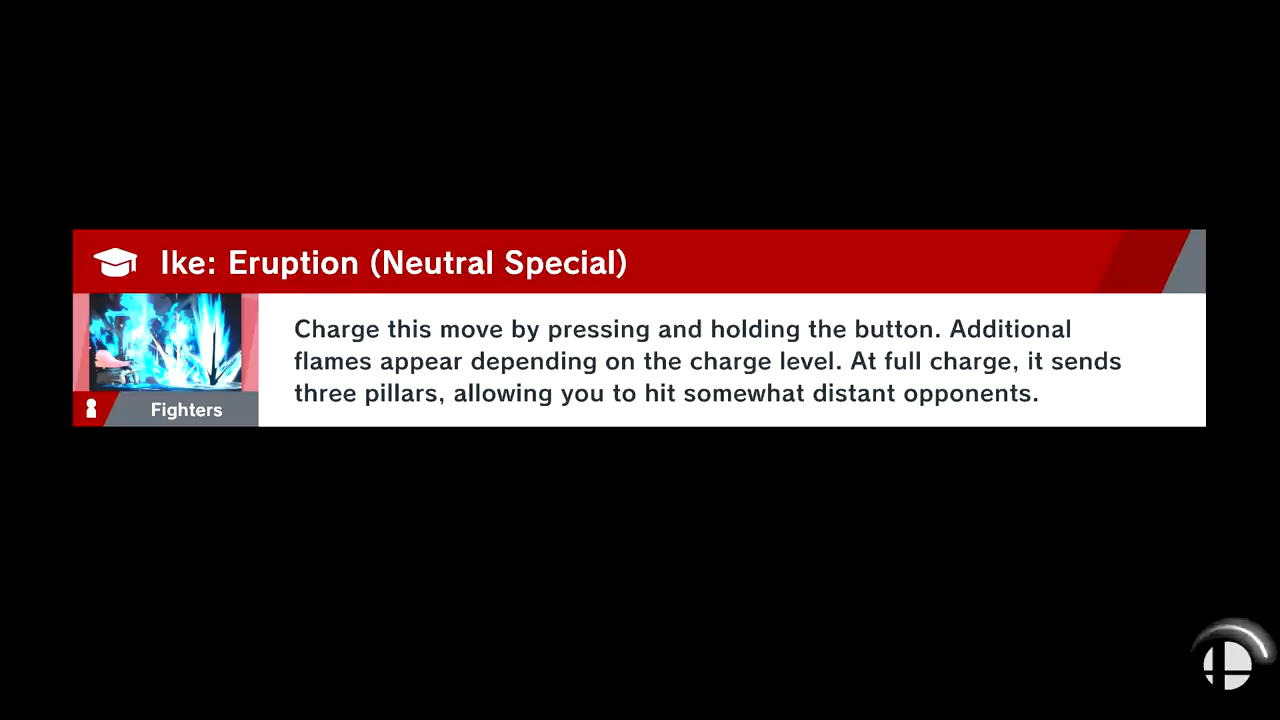 Ike: Eruption (Neutral Special)
Charge this move by pressing and holding the button. Additional
flames appear depending on the charge level. At full charge, it sends
three pillars, allowing you to hit somewhat distant opponents.
Fighters